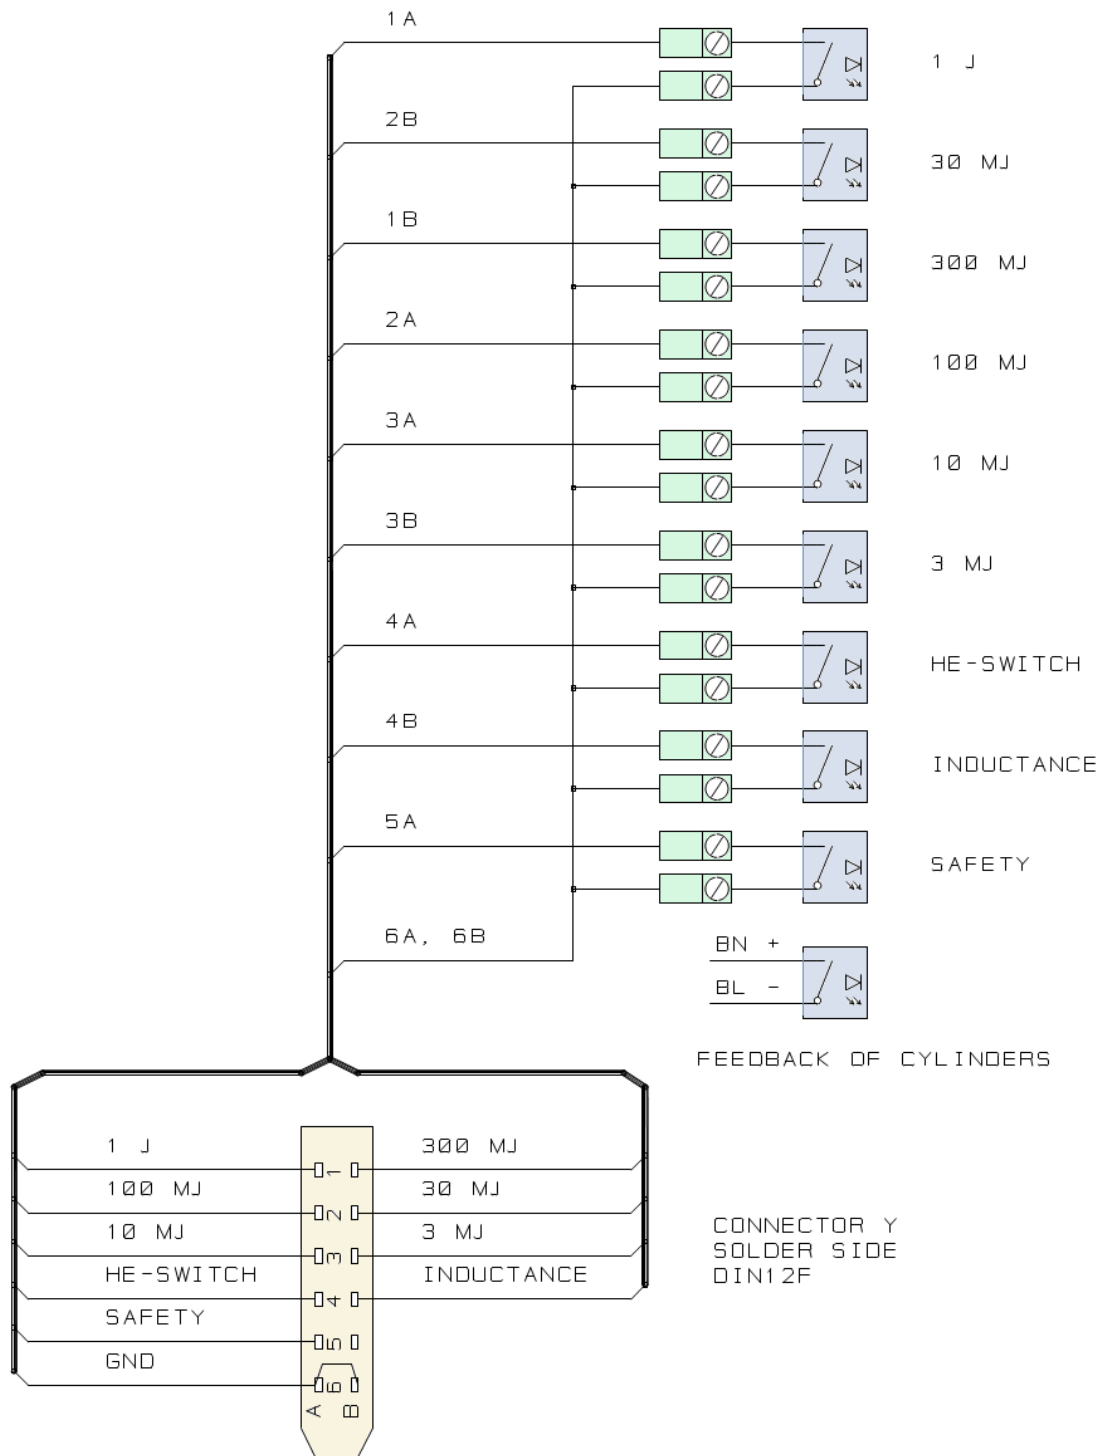 1A
1 J
2B
30 MJ
1B
300 MJ
2A
100 MJ
3A
10 MJ
3B
3 MJ
4A
HE-SWITCH
4B
INDUCTANCE
5A
SAFETY
6A, 6B
BN +
BL -
FEEDBACK OF CYLINDERS
1 J
300 MJ
1
100 MJ
30 MJ
2
10 MJ
3 MJ
3
HE-SWITCH
INDUCTANCE
4
SAFETY
5
GND
6
A
B
CONNECTOR Y
SOLDER SIDE
DIN12F